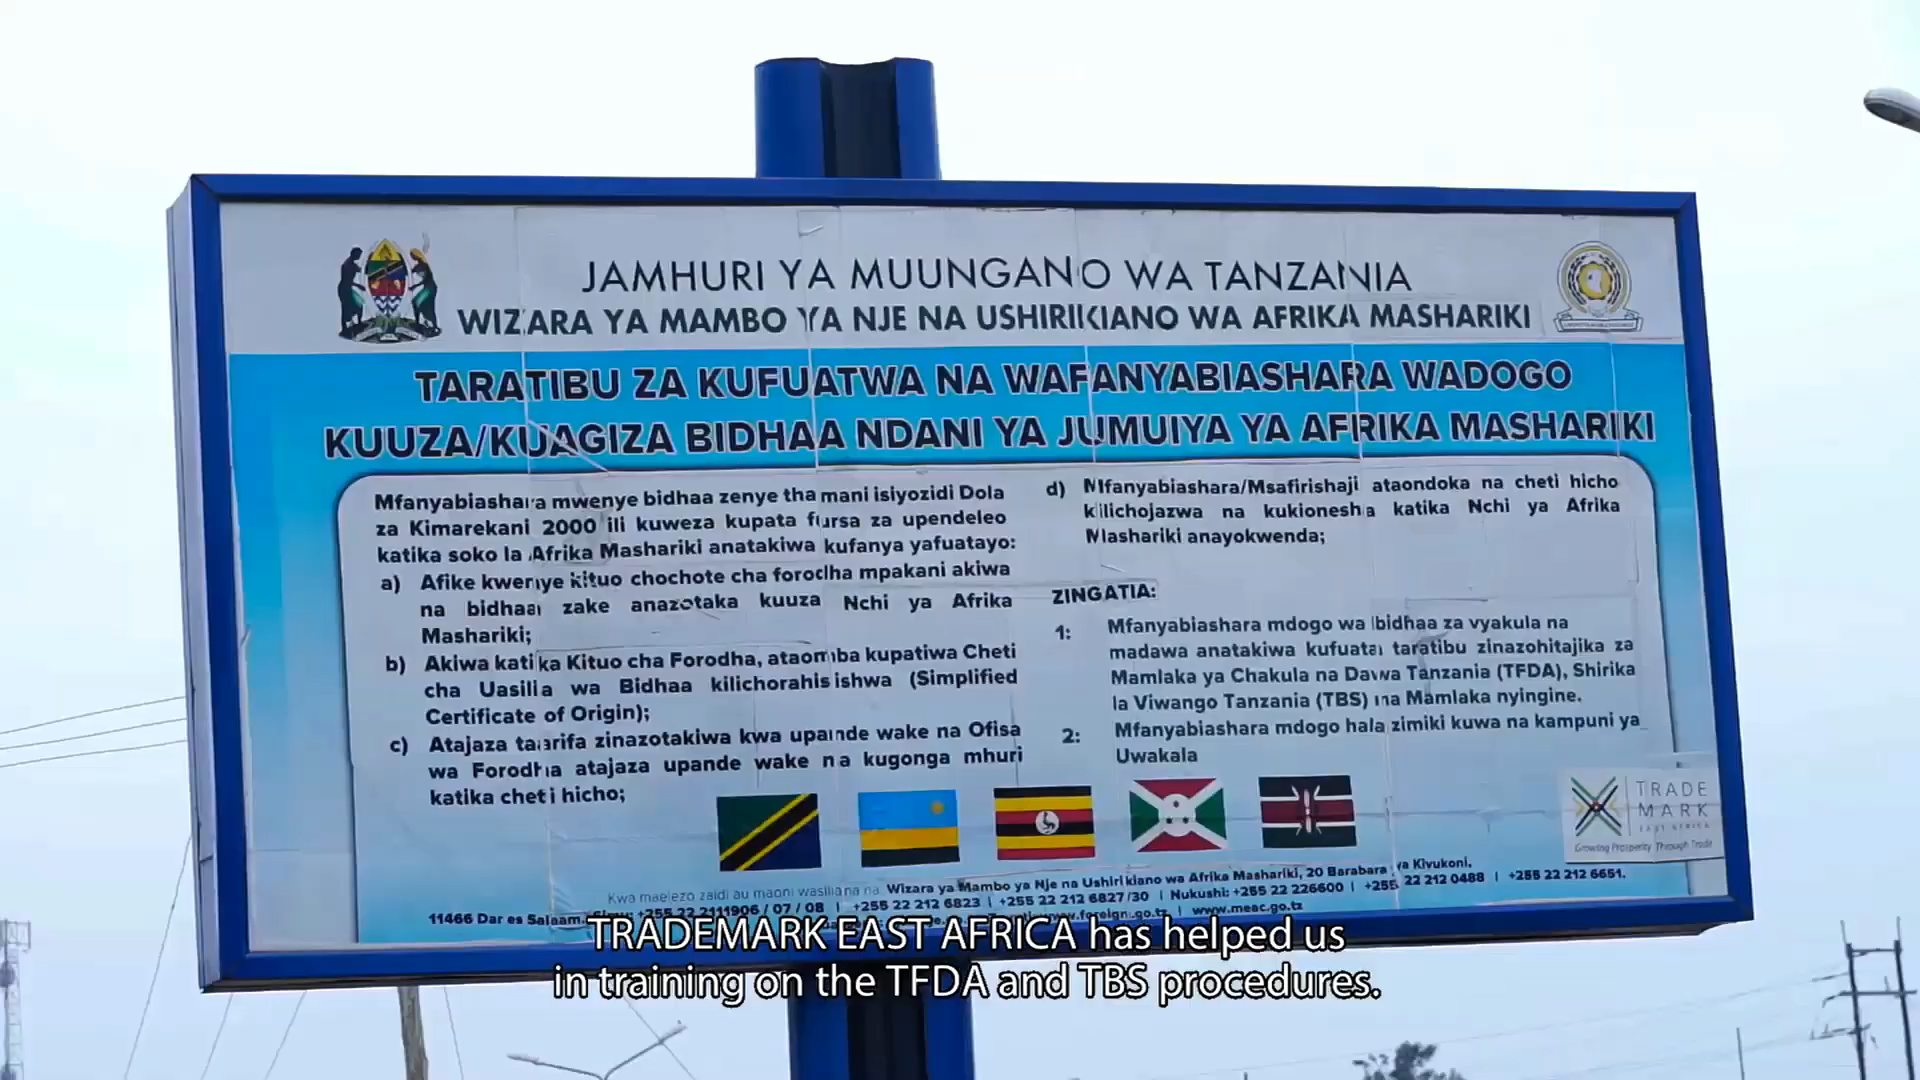 JAMHURI YA MUUNGANO WA TANZANIA
WIZARA YA MAMBO YA NJE NA USHIRIKIANO WA AFRIKA MASHARIKI
TARATIBU ZA KUFUATWA NA WAFANYABIASHARA WADOGO
KUUZA/KUAGIZA BIDHAA NDANI YA JUMUIYA YA AFRIKA MASHARIKI
Mfanyabiashara mwenye bidhaa zenye thamani isiyozidi Dola
za Kimarekani 2000 ili kuweza kupata fursa za upendeleo
katika soko la Afrika Mashariki anatakiwa kufanya yafuatayo:
a) Afike kwenye kituo chochote cha forodha mpakani akiwa
na bidhaa zake anazotaka kuuza Nchi ya Afrika
Mashariki;
b) Akiwa katika Kituo cha Forodha, ataomba kupatiwa Cheti
cha Uasilia wa Bidhaa kilichorahisishwa (Simplified
Certificate of Origin);
c) Atajaza taarifa zinazotakiwa kwa upande wake na Ofisa
wa Forodha atajaza upande wake na kugonga mhuri
katika cheti hicho;
d) Mfanyabiashara/Msafirishaji ataondoka na cheti hicho
kilichojazwa na kukionesha katika Nchi ya Afrika
Mashariki anayokwenda;
ZINGATIA:
1: Mfanyabiashara mdogo wa bidhaa za vyakula na
madawa anatakiwa kufuata taratibu zinazohitajika za
Mamlaka ya Chakula na Dawa Tanzania (TFDA), Shirika
la Viwango Tanzania (TBS) na Mamlaka nyingine.
2: Mfanyabiashara mdogo halazimiki kuwa na kampuni ya
Uwakala
TRADE
MARK
EAST AFRICA
Growing Prosperity Through Trade
Kwa maelezo zaidi au maoni wasiliana na Wizara ya Mambo ya Nje na Ushirikiano wa Afrika Mashariki, 20 Barabara ya Kivukoni,
11466 Dar es Salaam. +255 22 2111906 / 07 / 08 | +255 22 212 6823 | +255 22 212 6827/30 | Nukushi: +255 22 226600 | +255 22 212 0488 | +255 22 212 6651.
www.foreign.go.tz | www.meac.go.tz
TRADEMARK EAST AFRICA has helped us
in training on the TFDA and TBS procedures.